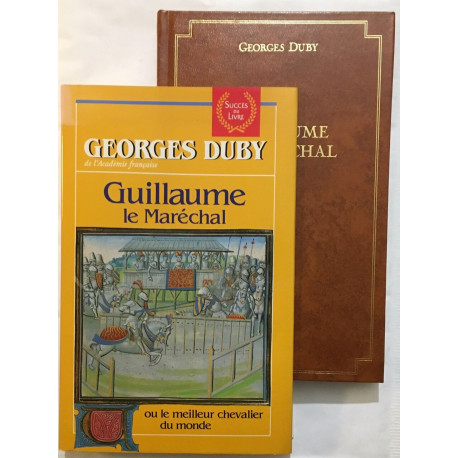 SUCCÈS
DU
LIVRE
GEORGES DUBY
de l'Académie française
Guillaume
le Maréchal
ou le meilleur chevalier
du monde
GEORGES DUBY
UME
CHAL